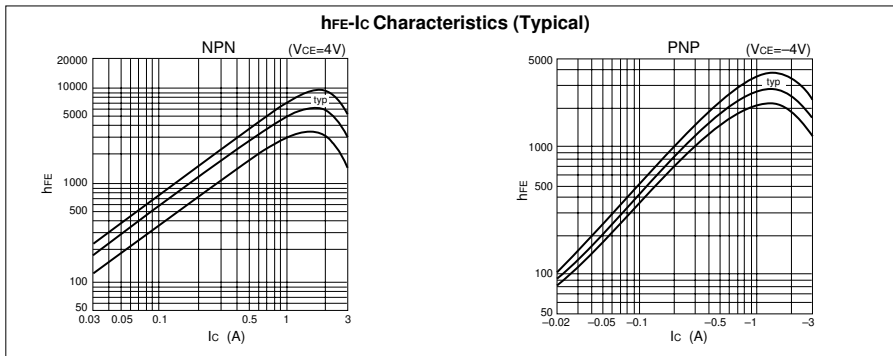 hFE-IC Characteristics (Typical)
NPN
(VCE=4V)
20000
10000
5000
1000
500
100
50
hFE
typ
0.03
0.05
0.1
0.5
1
3
IC (A)
PNP
(VCE=–4V)
5000
1000
500
100
50
hFE
typ
–0.02
–0.05
–0.1
–0.5
–1
–3
IC (A)